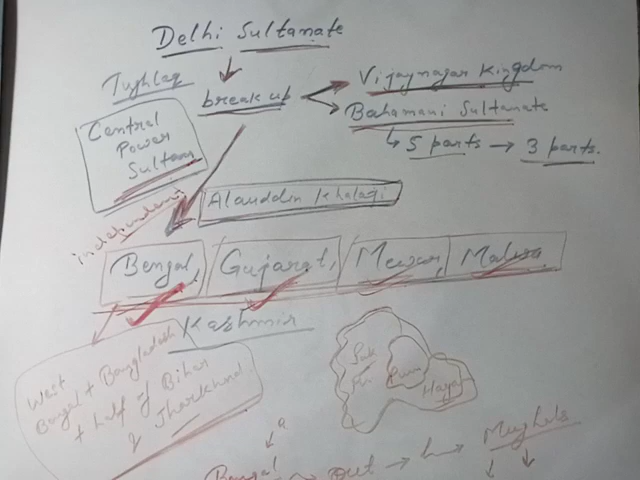 Delhi Sultanate
Tughlaq
break up
Vijaynagar Kingdom
Bahamani Sultanate
5 parts → 3 parts.
Central
Power
Sultan
independent
Alauddin Khalagi
Bengal, Gujarat, Mewar, Malwa.
Kashmir
West
Bengal + Bangladesh
+ half of Bihar
& Jharkhand
a
Bengal out → → Mughals